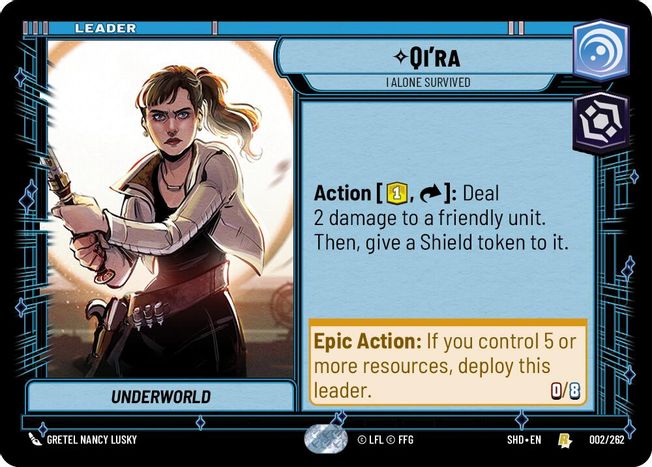 LEADER
QI'RA
I ALONE SURVIVED
Action [1, ]: Deal
2 damage to a friendly unit.
Then, give a Shield token to it.
Epic Action: If you control 5 or
more resources, deploy this
leader.
0/8
UNDERWORLD
GRETEL NANCY LUSKY
© LFL © FFG
SHD • EN
R
002/262